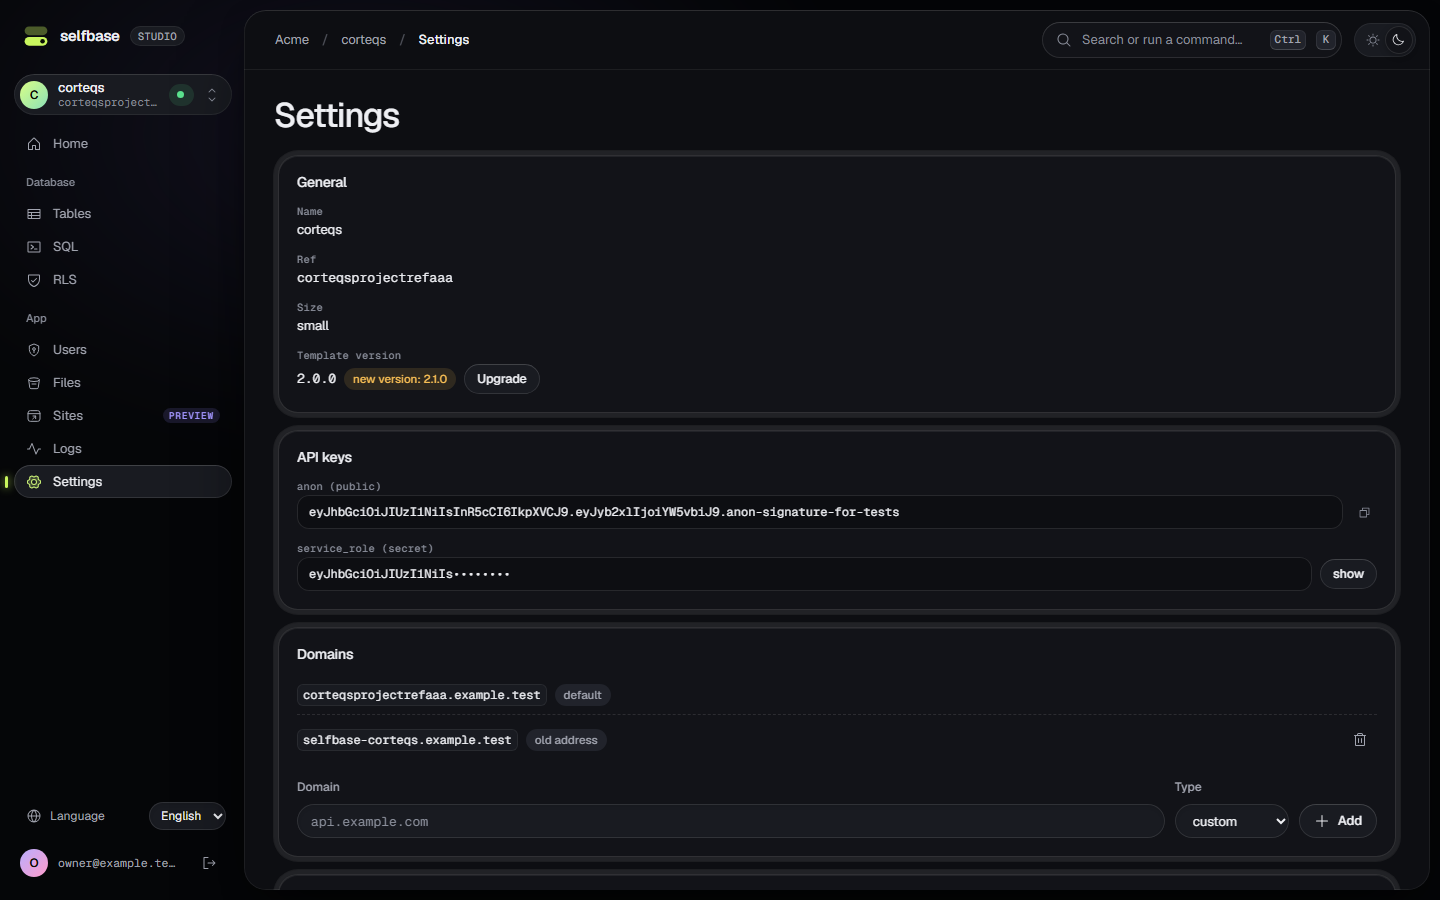 selfbase STUDIO
Acme / corteqs / Settings
Search or run a command... Ctrl K
C corteqs
corteqsproject...
Home
Database
Tables
SQL
RLS
App
Users
Files
Sites PREVIEW
Logs
Settings
Language English
O owner@example.te...
Settings
General
Name
corteqs
Ref
corteqsprojectrefaaa
Size
small
Template version
2.0.0 new version: 2.1.0 Upgrade
API keys
anon (public)
eyJhbGciOiJIUzI1NiIsInR5cCI6IkpXVCJ9.eyJyb2xlIjoiYW5vbiJ9.anon-signature-for-tests
service_role (secret)
eyJhbGciOiJIUzI1NiIs•••••••• show
Domains
corteqsprojectrefaaa.example.test default
selfbase-corteqs.example.test old address
Domain Type
api.example.com custom + Add